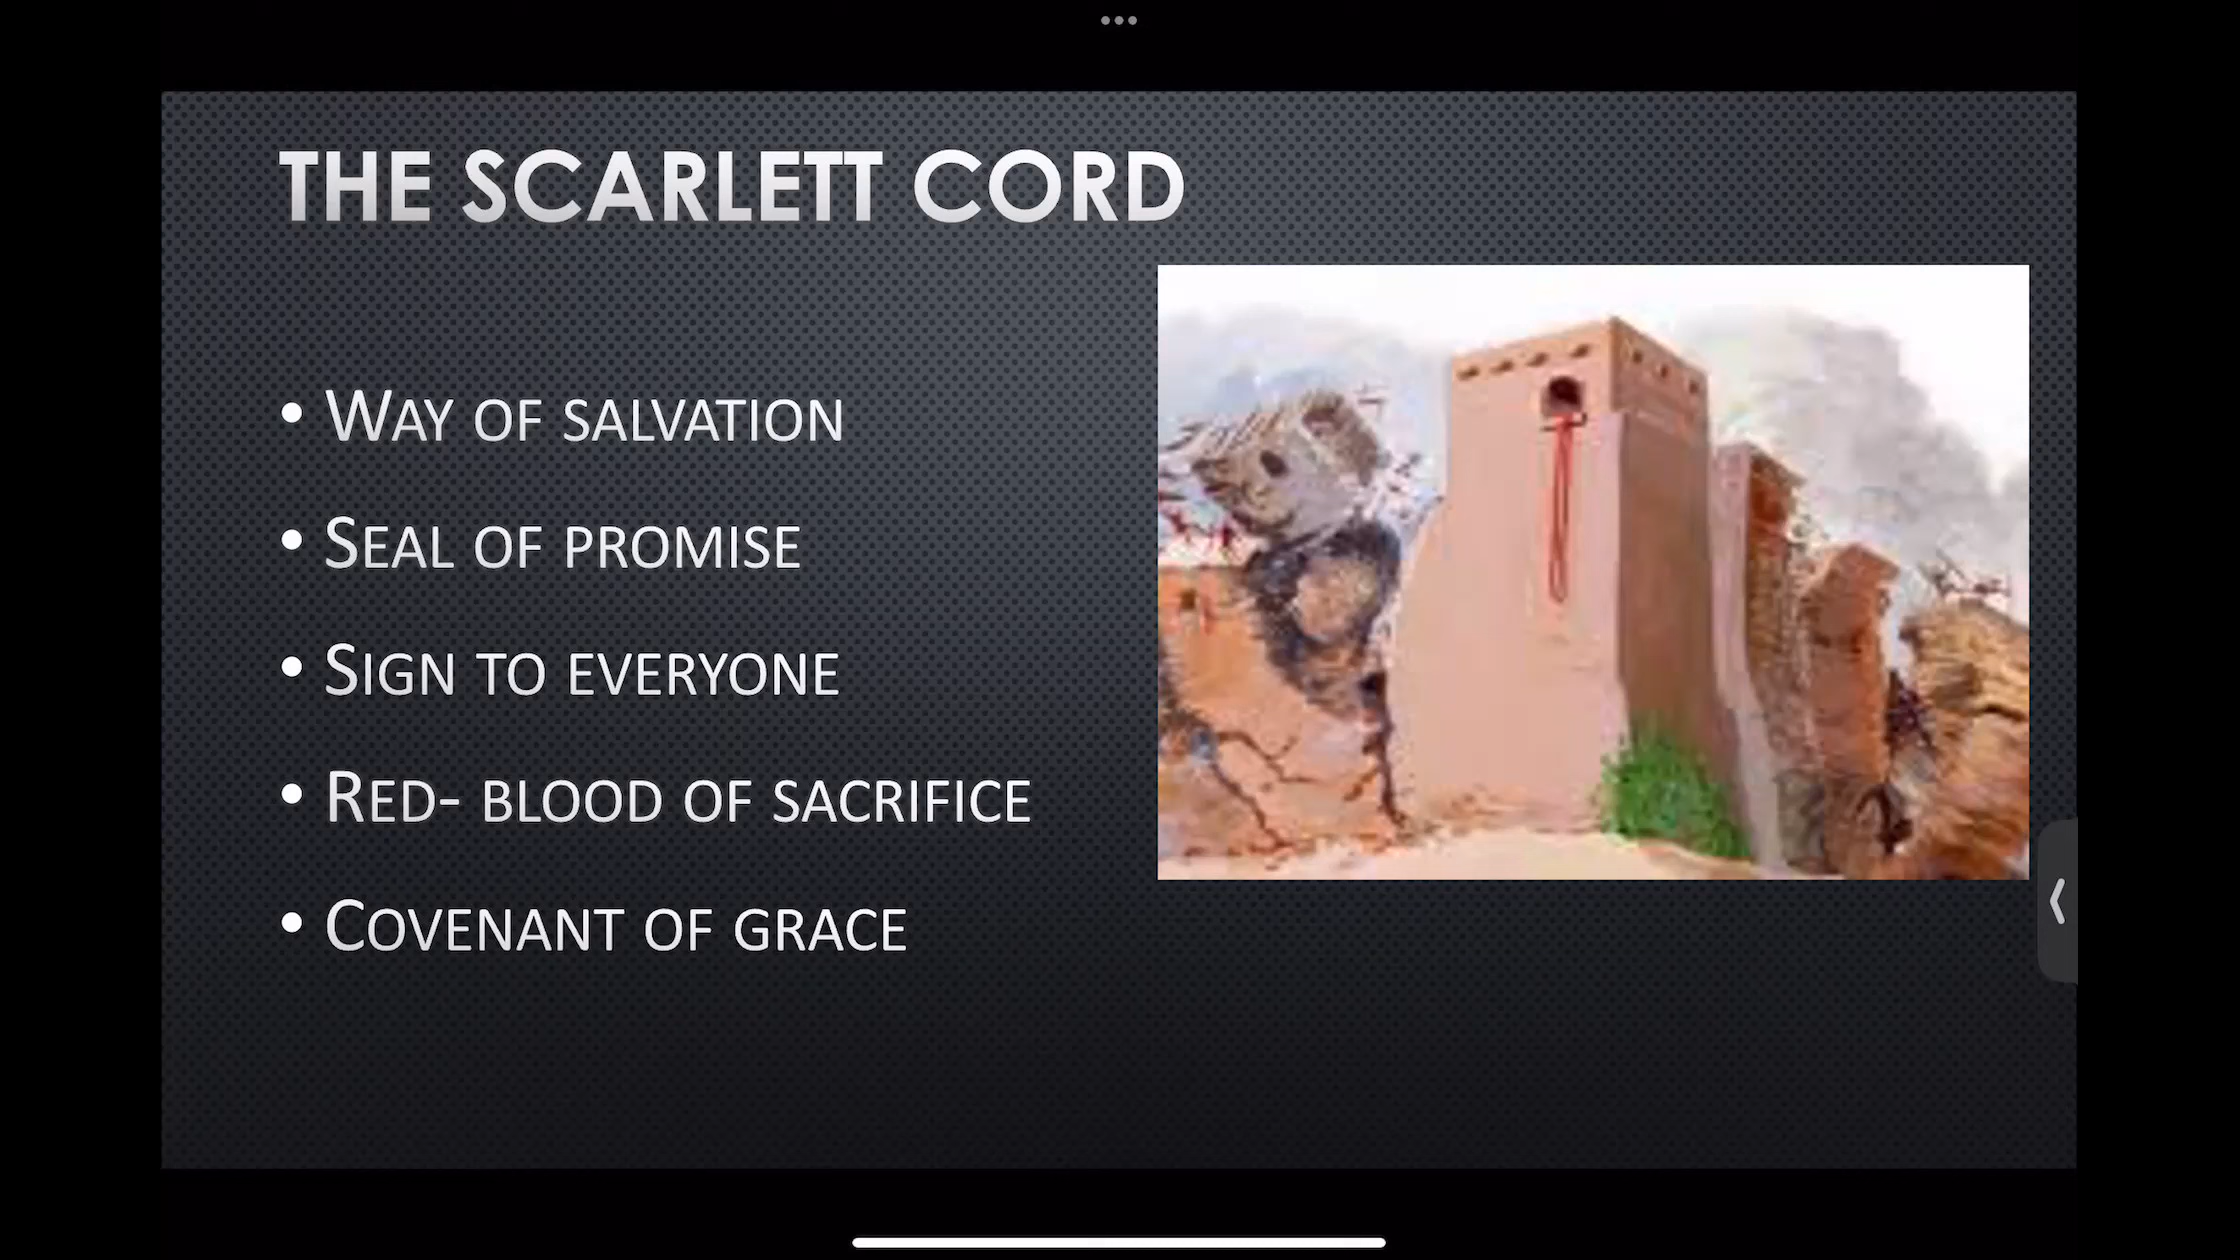 THE SCARLETT CORD
• WAY OF SALVATION
• SEAL OF PROMISE
• SIGN TO EVERYONE
• RED- BLOOD OF SACRIFICE
• COVENANT OF GRACE